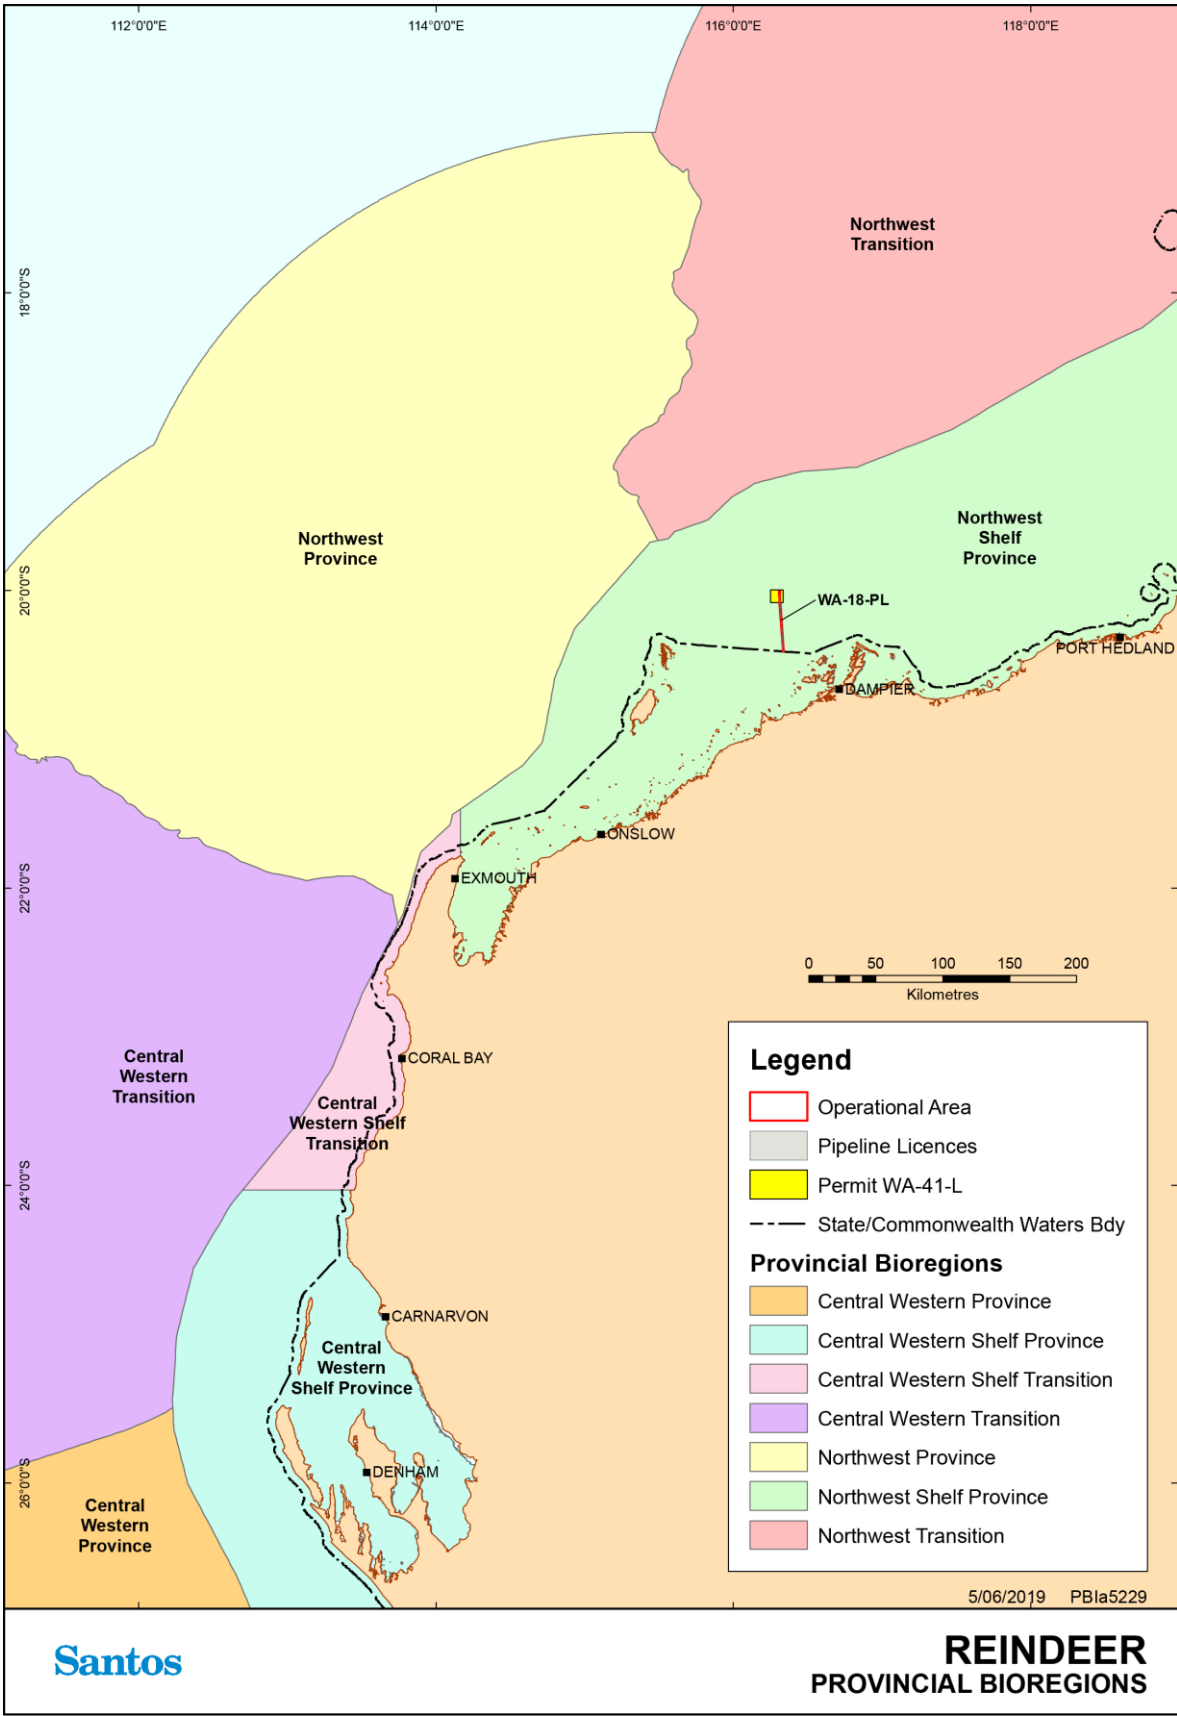 112°0'0"E
114°0'0"E
116°0'0"E
118°0'0"E
18°0'0"S
20°0'0"S
22°0'0"S
24°0'0"S
26°0'0"S
Northwest
Transition
Northwest
Province
Northwest
Shelf
Province
WA-18-PL
PORT HEDLAND
DAMPIER
ONSLOW
EXMOUTH
CORAL BAY
Central
Western
Transition
Central
Western Shelf
Transition
CARNARVON
Central
Western
Shelf Province
DENHAM
Central
Western
Province
0 50 100 150 200
Kilometres
Legend
Operational Area
Pipeline Licences
Permit WA-41-L
State/Commonwealth Waters Bdy
Provincial Bioregions
Central Western Province
Central Western Shelf Province
Central Western Shelf Transition
Central Western Transition
Northwest Province
Northwest Shelf Province
Northwest Transition
5/06/2019 PBIa5229
Santos
REINDEER
PROVINCIAL BIOREGIONS